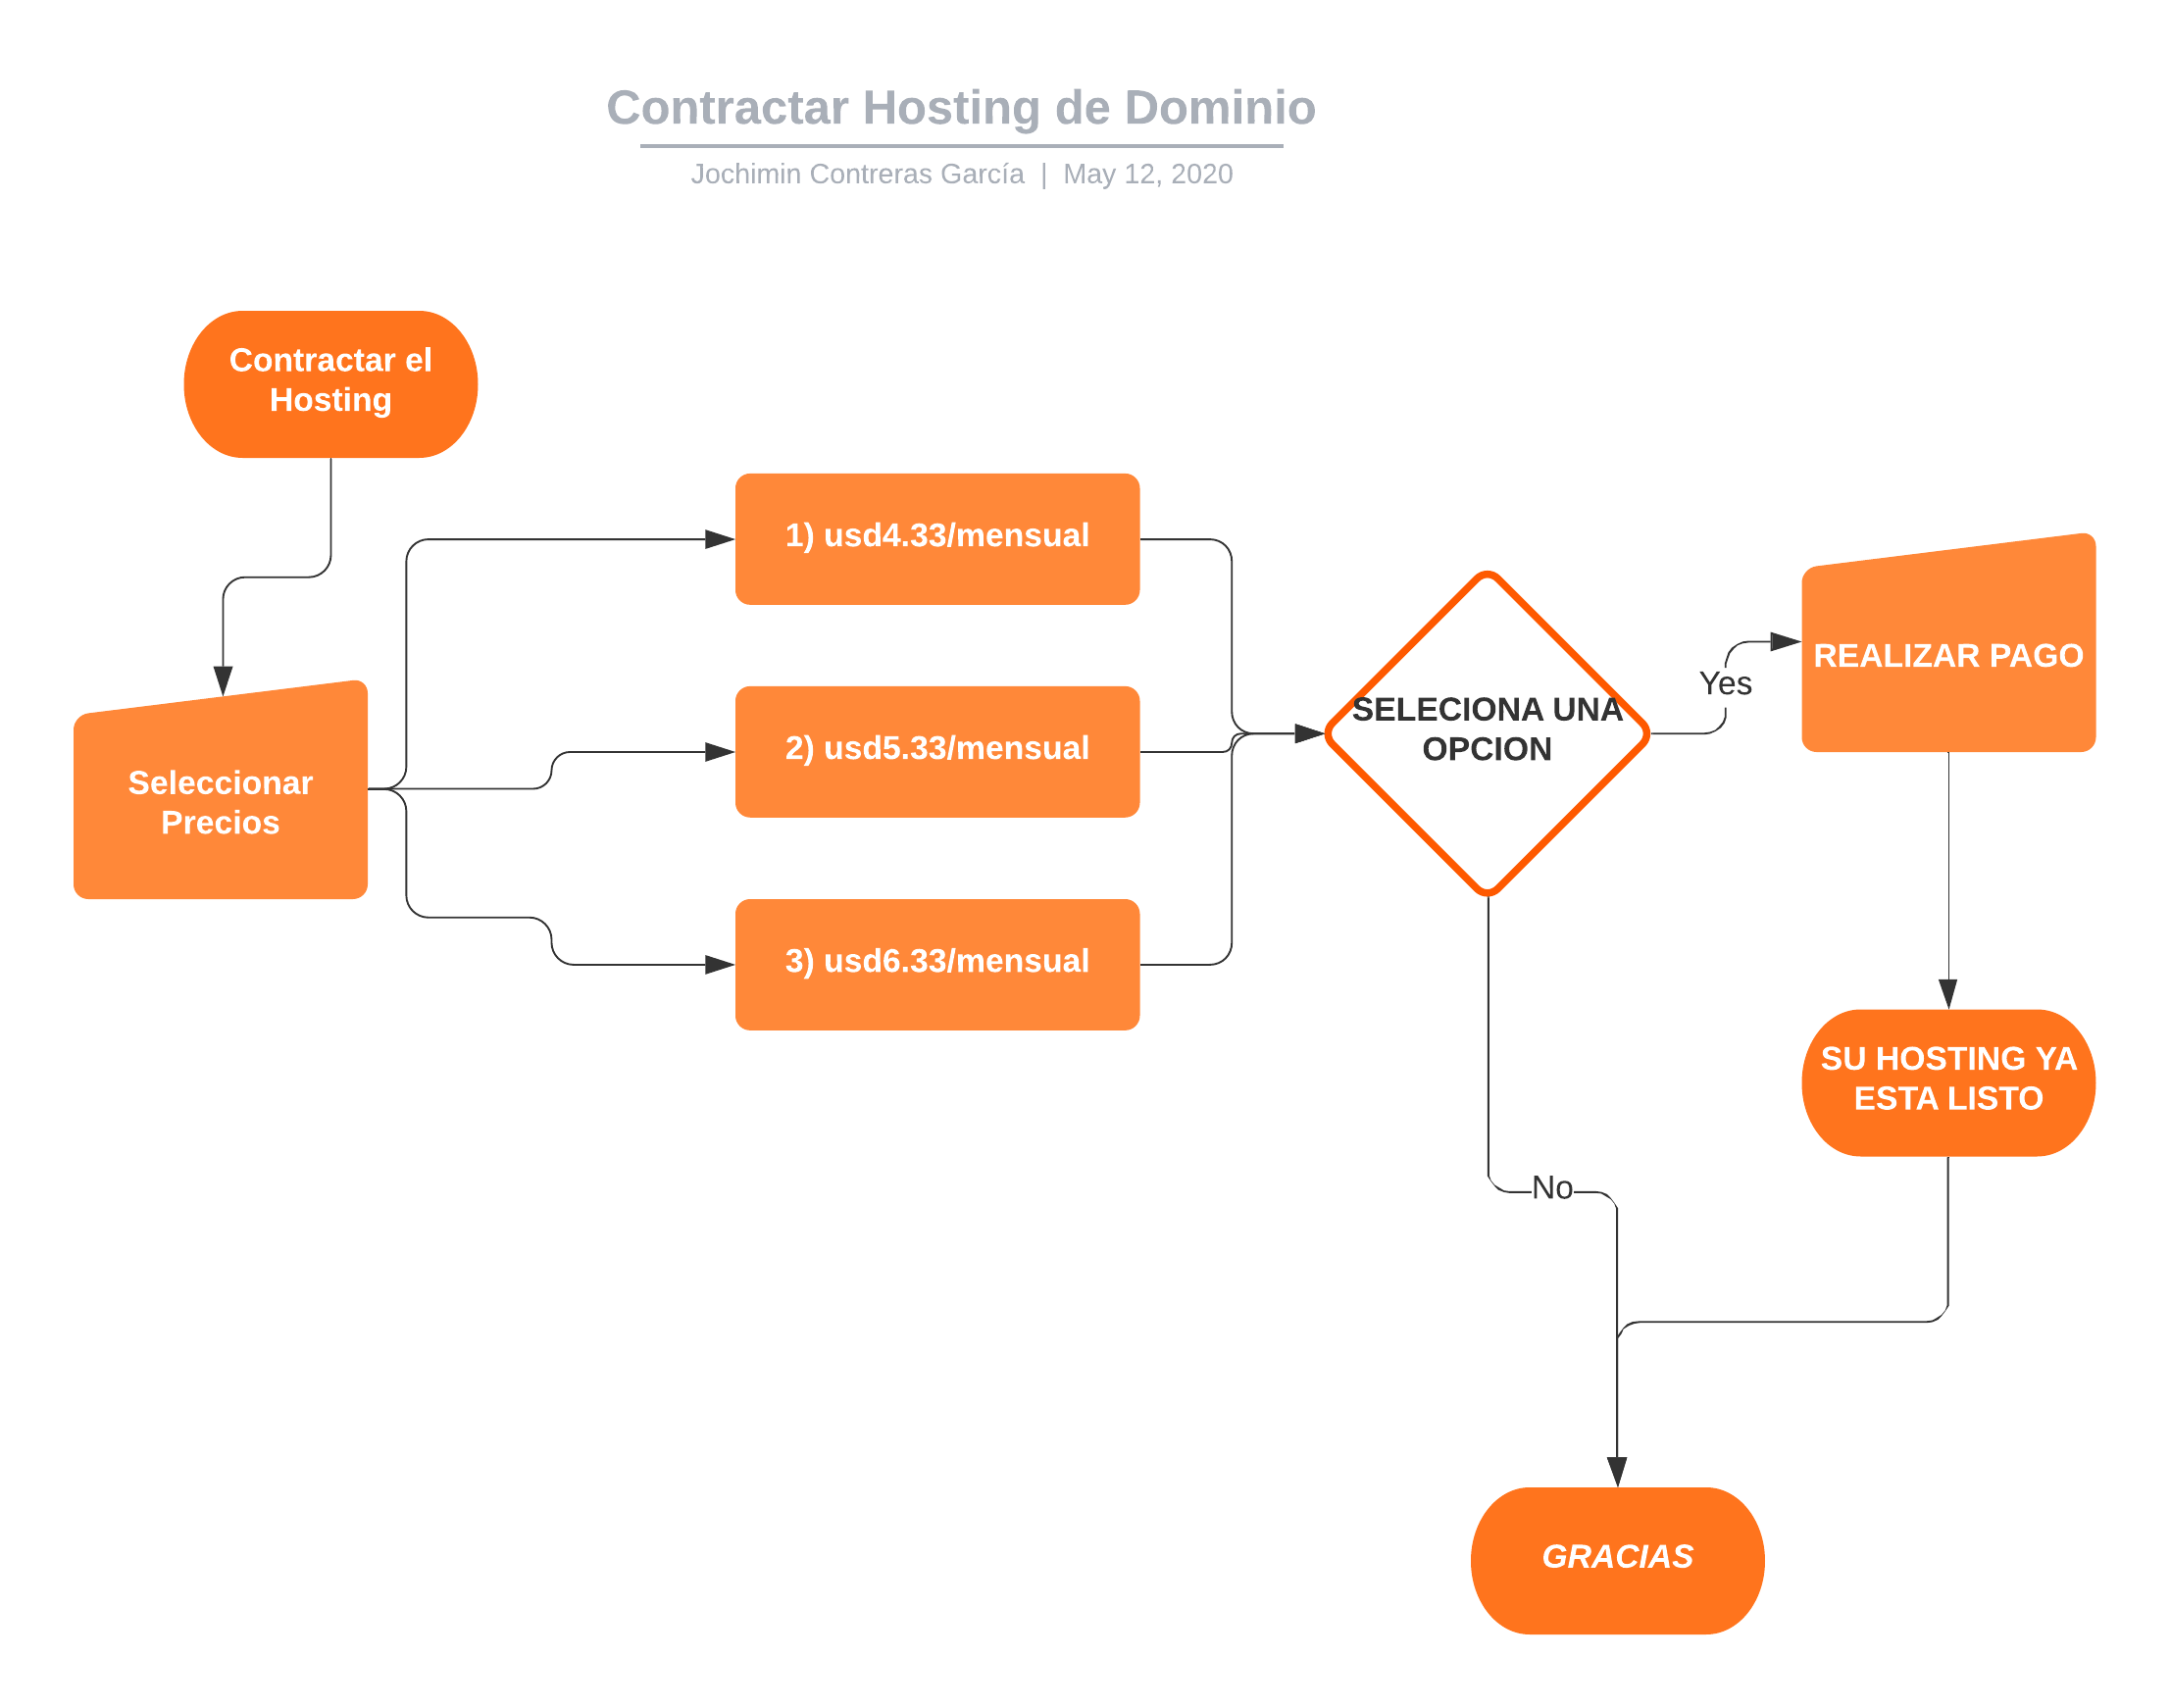 Contractar Hosting de Dominio
Jochimin Contreras García | May 12, 2020
Contractar el
Hosting
Seleccionar
Precios
1) usd4.33/mensual
2) usd5.33/mensual
3) usd6.33/mensual
SELECIONA UNA
OPCION
Yes
REALIZAR PAGO
SU HOSTING YA
ESTA LISTO
No
GRACIAS